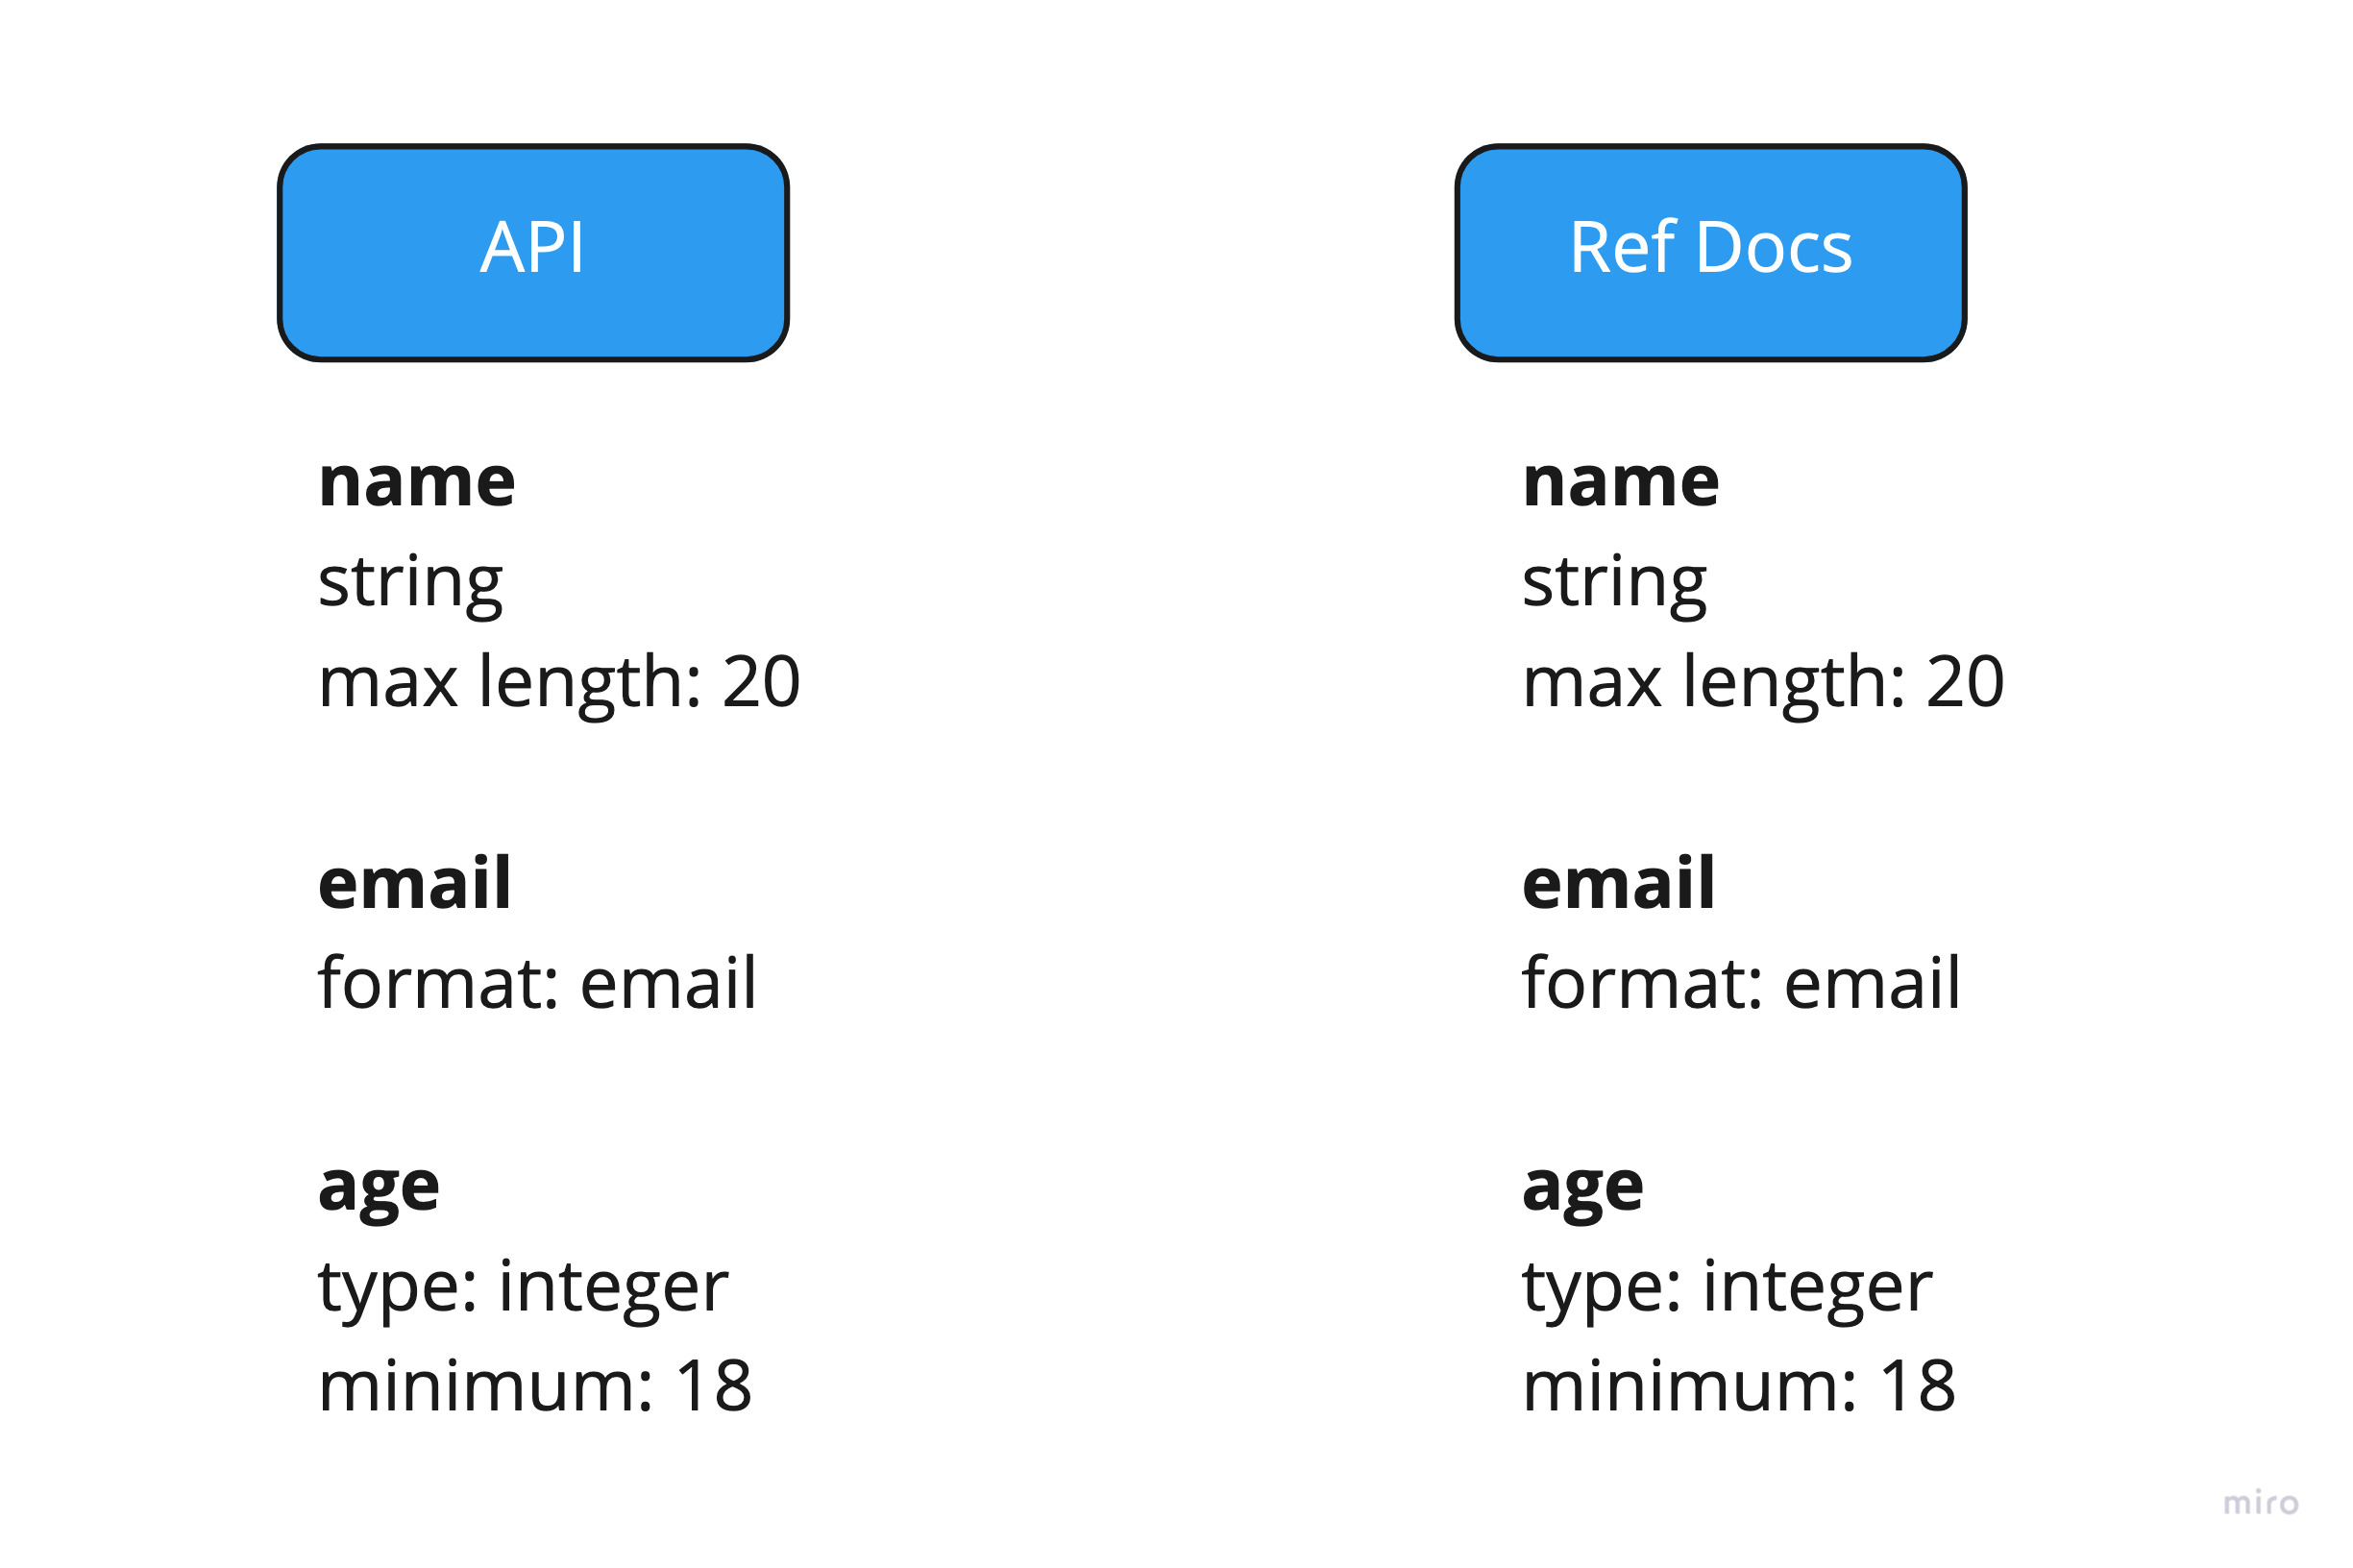 API
name
string
max length: 20
email
format: email
age
type: integer
minimum: 18
Ref Docs
name
string
max length: 20
email
format: email
age
type: integer
minimum: 18
miro